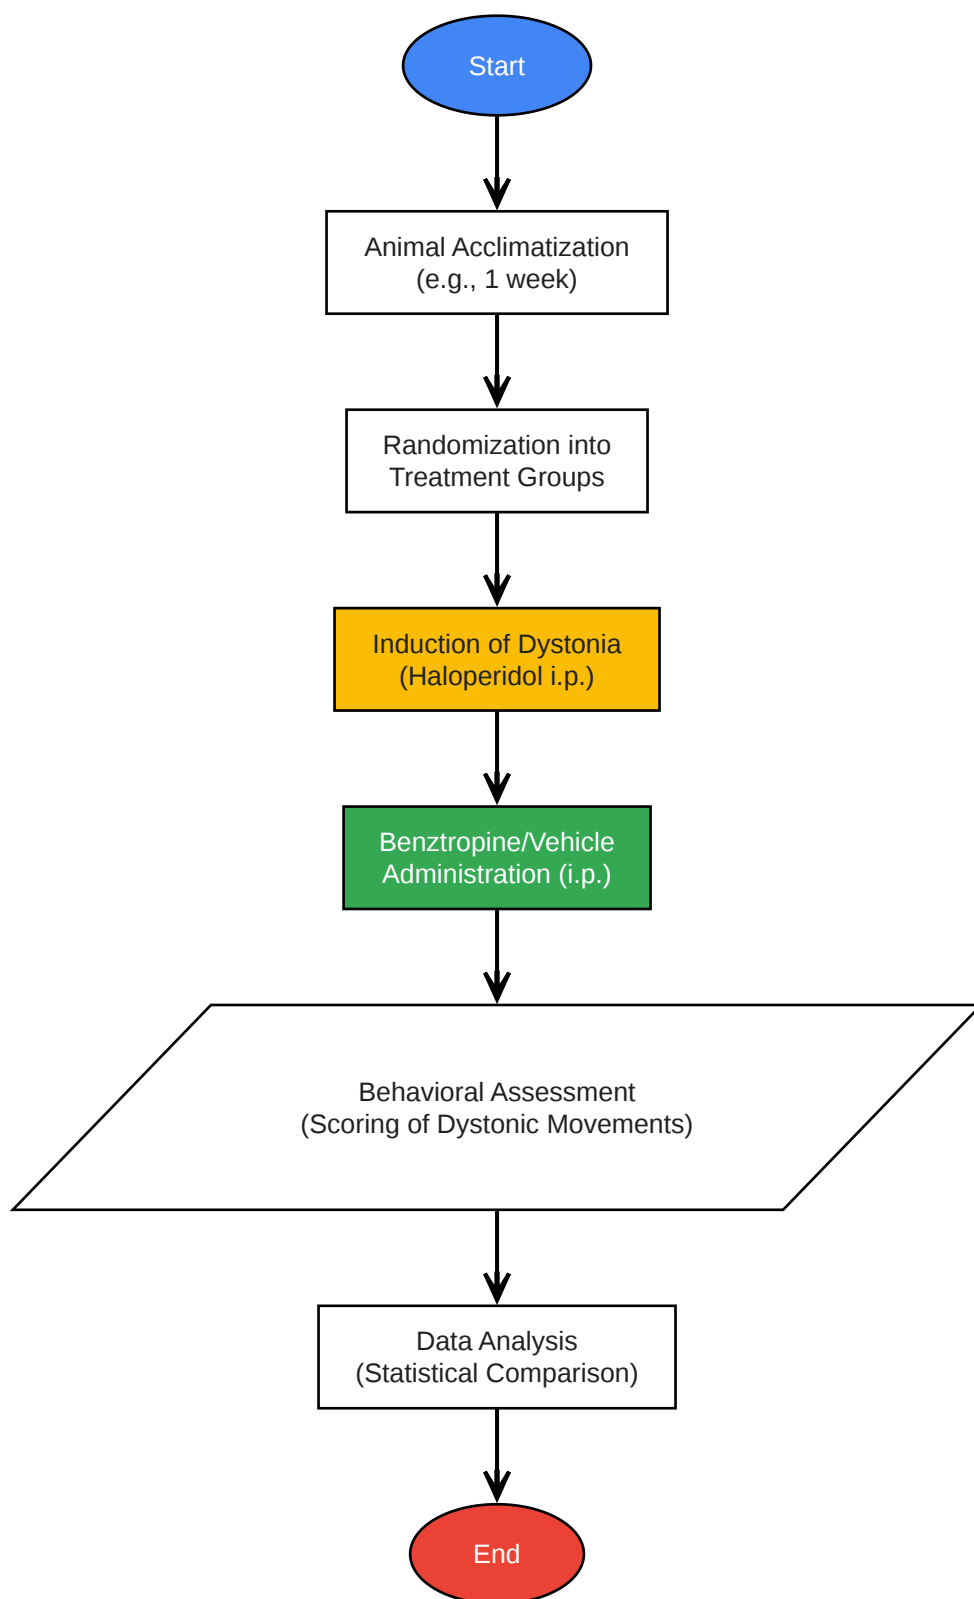 Start
Animal Acclimatization
(e.g., 1 week)
Randomization into
Treatment Groups
Induction of Dystonia
(Haloperidol i.p.)
Benztropine/Vehicle
Administration (i.p.)
Behavioral Assessment
(Scoring of Dystonic Movements)
Data Analysis
(Statistical Comparison)
End